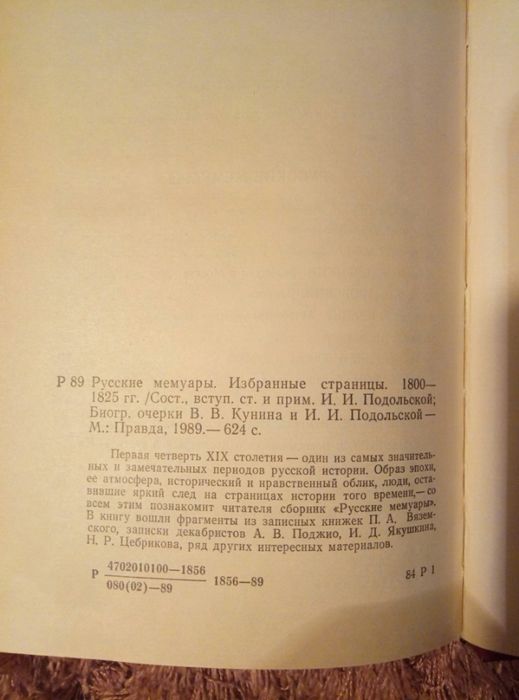 Р 89 Русские мемуары. Избранные страницы. 1800—
1825 гг. /Сост., вступ. ст. и прим. И. И. Подольской;
Биогр. очерки В. В. Кунина и И. И. Подольской —
М.: Правда, 1989.— 624 с.
Первая четверть XIX столетия — один из самых значитель-
ных и замечательных периодов русской истории. Образ эпохи,
ее атмосфера, исторический и нравственный облик, люди, оста-
вившие яркий след на страницах истории того времени,— со
всем этим познакомит читателя сборник «Русские мемуары».
В книгу вошли фрагменты из записных книжек П. А. Вязем-
ского, записки декабристов А. В. Поджио, И. Д. Якушкина,
Н. Р. Цебрикова, ряд других интересных материалов.
Р 4702010100—1856
080(02)—89
1856—89
84 Р 1